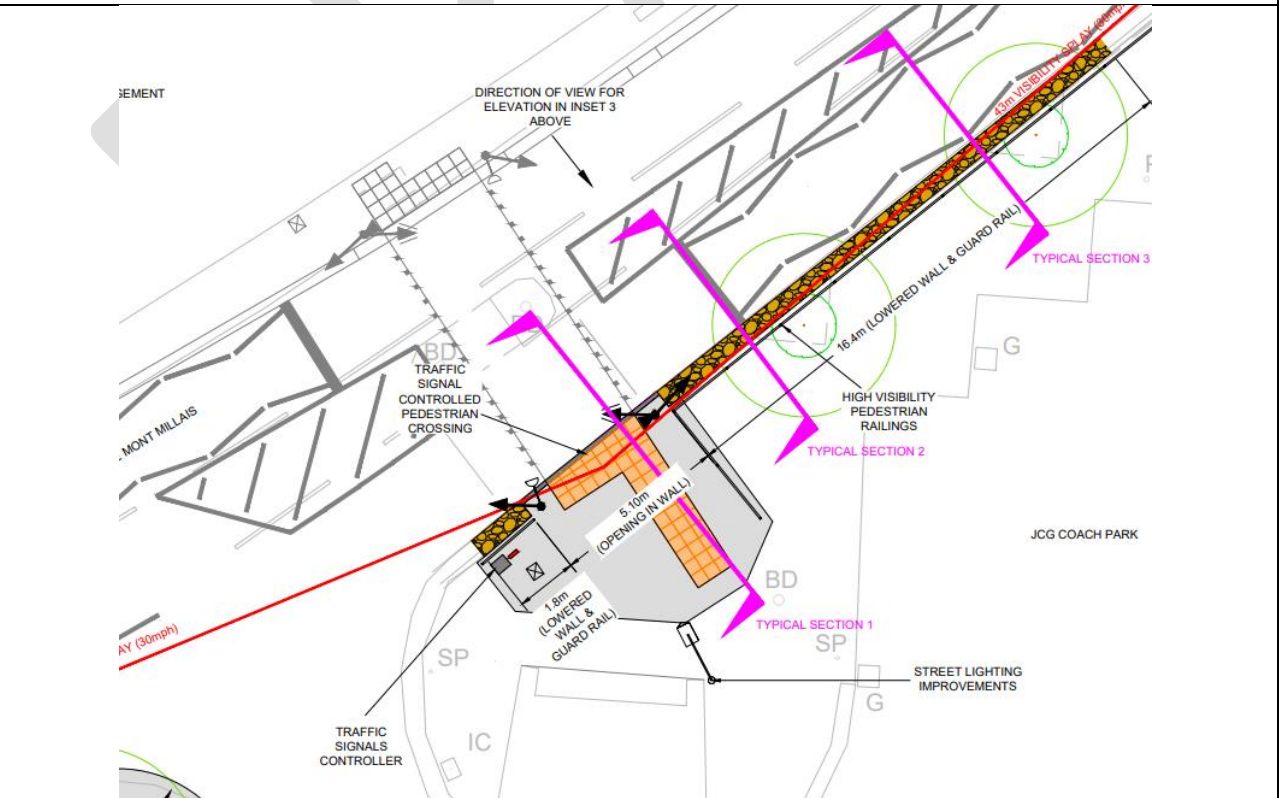 SEMENT
DIRECTION OF VIEW FOR
ELEVATION IN INSET 3
ABOVE
43m VISIBILITY SPLAY (30mph)
TYPICAL SECTION 3
16.4m (LOWERED WALL & GUARD RAIL)
G
BD
TRAFFIC
SIGNAL
CONTROLLED
PEDESTRIAN
CROSSING
HIGH VISIBILITY
PEDESTRIAN
RAILINGS
MONT MILLAIS
TYPICAL SECTION 2
5.10m
(OPENING IN WALL)
JCG COACH PARK
BD
1.8m
(LOWERED
WALL &
GUARD RAIL)
TYPICAL SECTION 1
AY (30mph)
SP
SP
STREET LIGHTING
IMPROVEMENTS
G
TRAFFIC
SIGNALS
CONTROLLER
IC